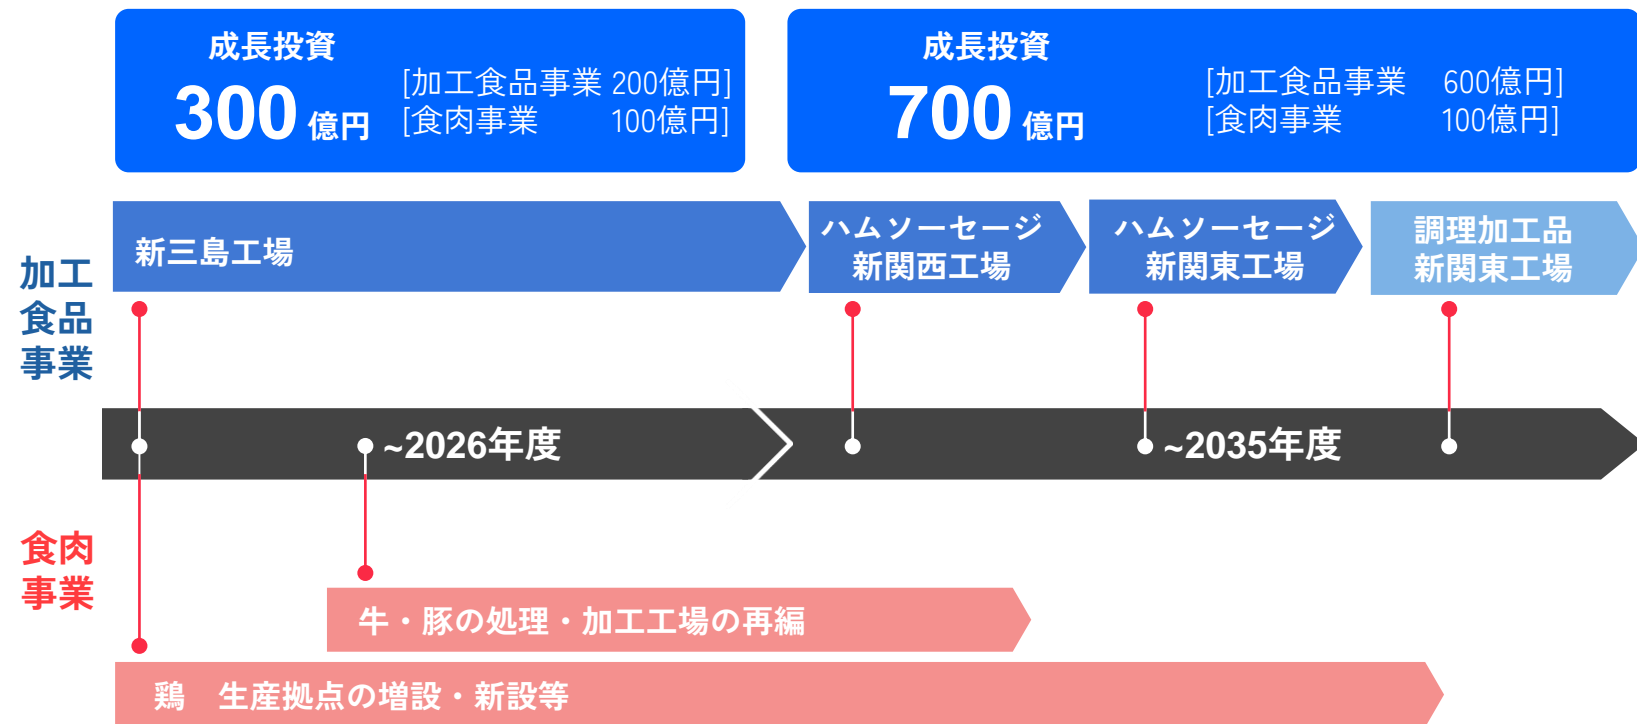 成長投資
300億円
[加工食品事業 200億円]
[食肉事業 100億円]
成長投資
700億円
[加工食品事業 600億円]
[食肉事業 100億円]
加工
食品
事業
新三島工場
ハムソーセージ
新関西工場
ハムソーセージ
新関東工場
調理加工品
新関東工場
~2026年度
~2035年度
食肉
事業
牛・豚の処理・加工工場の再編
鶏　生産拠点の増設・新設等